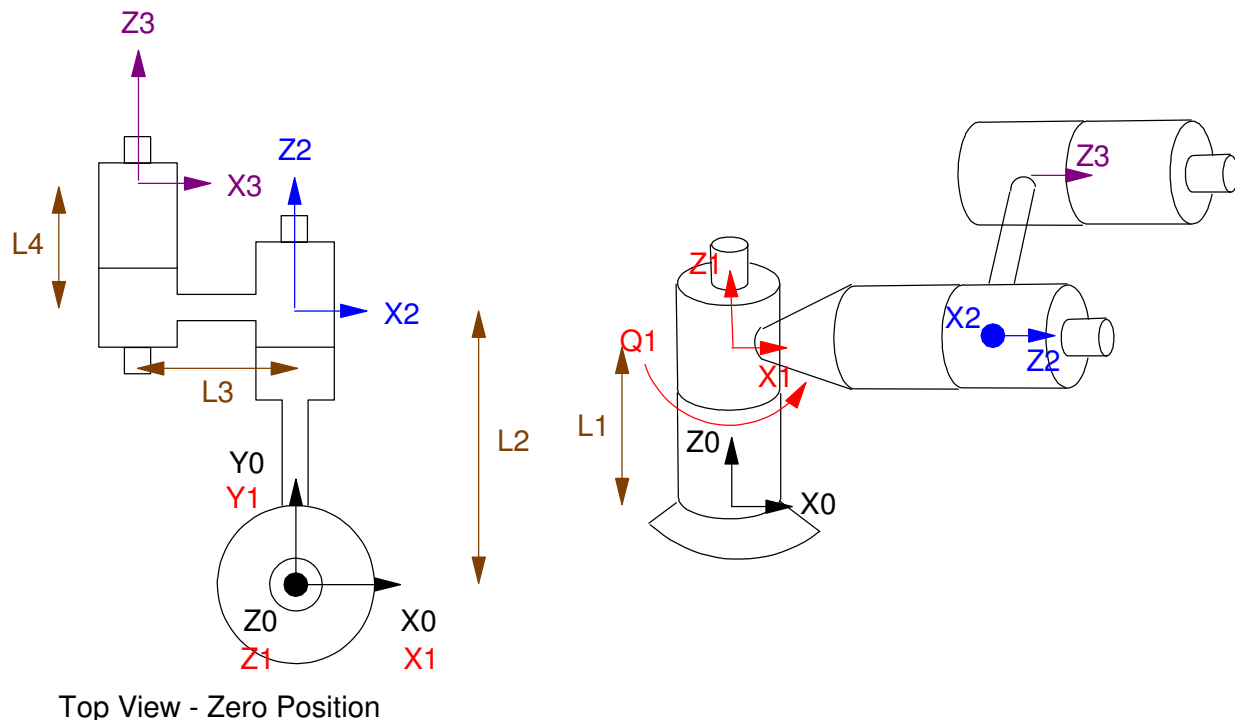 Z3
Z2
X3
L4
X2
L3
L2
Y0
Y1
Z0
X0
Z1
X1
Top View - Zero Position
Z3
Z1
Q1
X1
X2
Z2
L1
Z0
X0